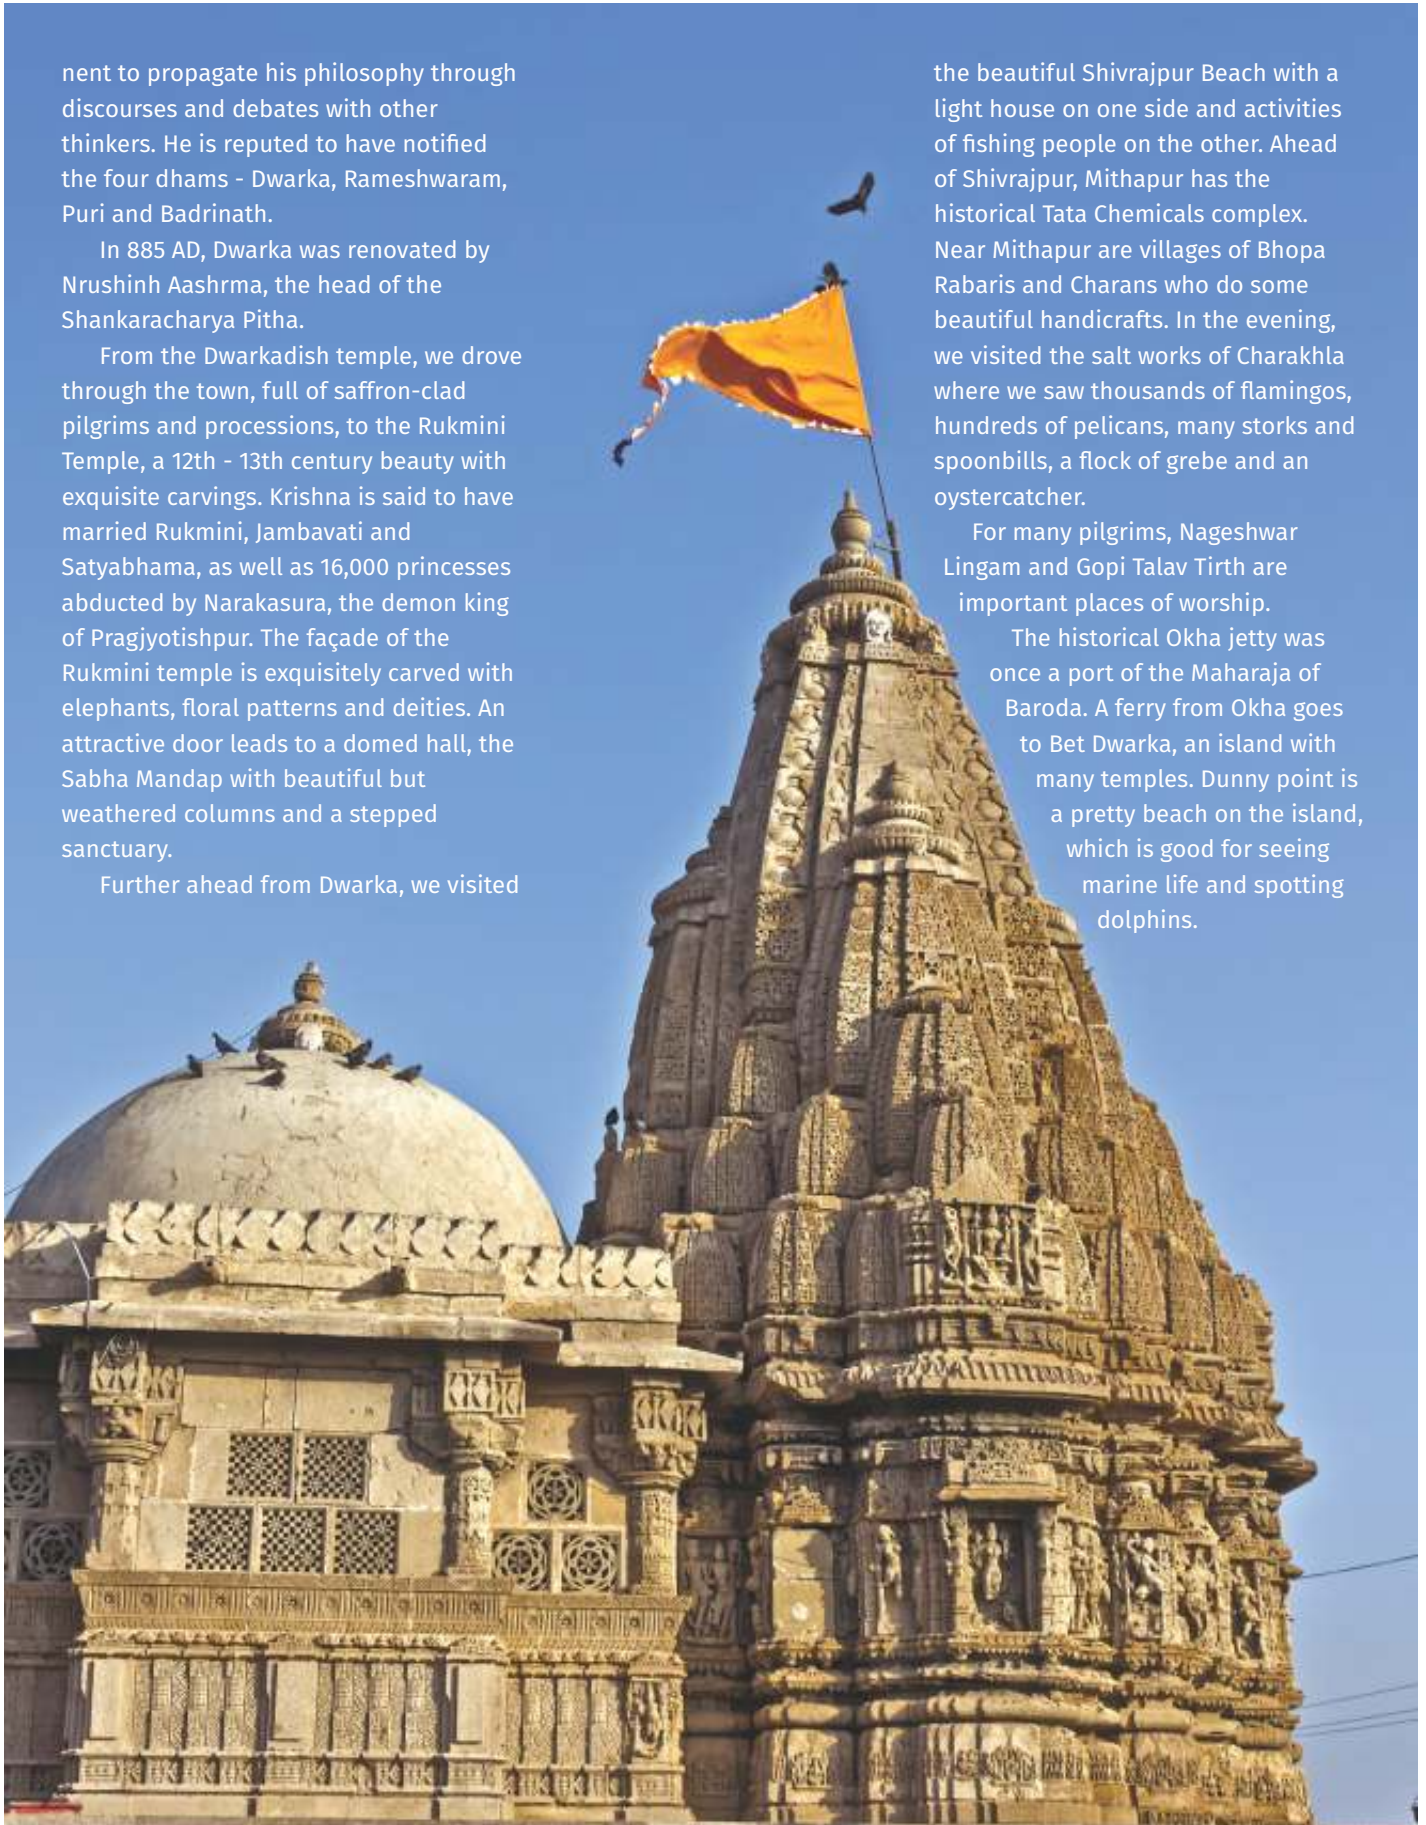 nent to propagate his philosophy through
discourses and debates with other
thinkers. He is reputed to have notified
the four dhams - Dwarka, Rameshwaram,
Puri and Badrinath.
In 885 AD, Dwarka was renovated by
Nrushinh Aashrma, the head of the
Shankaracharya Pitha.
From the Dwarkadish temple, we drove
through the town, full of saffron-clad
pilgrims and processions, to the Rukmini
Temple, a 12th - 13th century beauty with
exquisite carvings. Krishna is said to have
married Rukmini, Jambavati and
Satyabhama, as well as 16,000 princesses
abducted by Narakasura, the demon king
of Pragjyotishpur. The façade of the
Rukmini temple is exquisitely carved with
elephants, floral patterns and deities. An
attractive door leads to a domed hall, the
Sabha Mandap with beautiful but
weathered columns and a stepped
sanctuary.
Further ahead from Dwarka, we visited
the beautiful Shivrajpur Beach with a
light house on one side and activities
of fishing people on the other. Ahead
of Shivrajpur, Mithapur has the
historical Tata Chemicals complex.
Near Mithapur are villages of Bhopa
Rabaris and Charans who do some
beautiful handicrafts. In the evening,
we visited the salt works of Charakhla
where we saw thousands of flamingos,
hundreds of pelicans, many storks and
spoonbills, a flock of grebe and an
oystercatcher.
For many pilgrims, Nageshwar
Lingam and Gopi Talav Tirth are
important places of worship.
The historical Okha jetty was
once a port of the Maharaja of
Baroda. A ferry from Okha goes
to Bet Dwarka, an island with
many temples. Dunny point is
a pretty beach on the island,
which is good for seeing
marine life and spotting
dolphins.